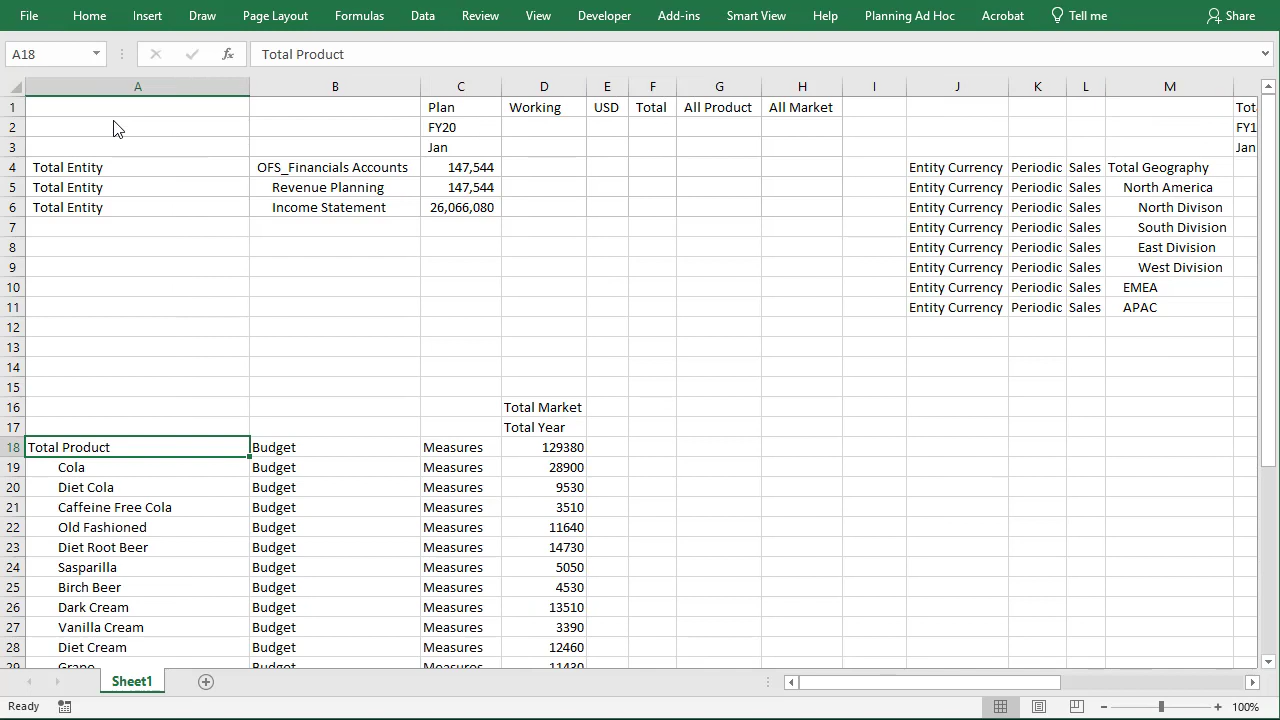 File Home Insert Draw Page Layout Formulas Data Review View Developer Add-ins Smart View Help Planning Ad Hoc Acrobat Tell me Share
A18 fx Total Product
A B C D E F G H I J K L M
1 Plan Working USD Total All Product All Market Tot
2 FY20 FY1
3 Jan Jan
4 Total Entity OFS_Financials Accounts 147,544 Entity Currency Periodic Sales Total Geography
5 Total Entity Revenue Planning 147,544 Entity Currency Periodic Sales North America
6 Total Entity Income Statement 26,066,080 Entity Currency Periodic Sales North Divison
7 Entity Currency Periodic Sales South Division
8 Entity Currency Periodic Sales East Division
9 Entity Currency Periodic Sales West Division
10 Entity Currency Periodic Sales EMEA
11 Entity Currency Periodic Sales APAC
12
13
14
15
16 Total Market
17 Total Year
18 Total Product Budget Measures 129380
19 Cola Budget Measures 28900
20 Diet Cola Budget Measures 9530
21 Caffeine Free Cola Budget Measures 3510
22 Old Fashioned Budget Measures 11640
23 Diet Root Beer Budget Measures 14730
24 Sasparilla Budget Measures 5050
25 Birch Beer Budget Measures 4530
26 Dark Cream Budget Measures 13510
27 Vanilla Cream Budget Measures 3390
28 Diet Cream Budget Measures 12460
29 Grape Budget Measures 11430
Sheet1
Ready 100%